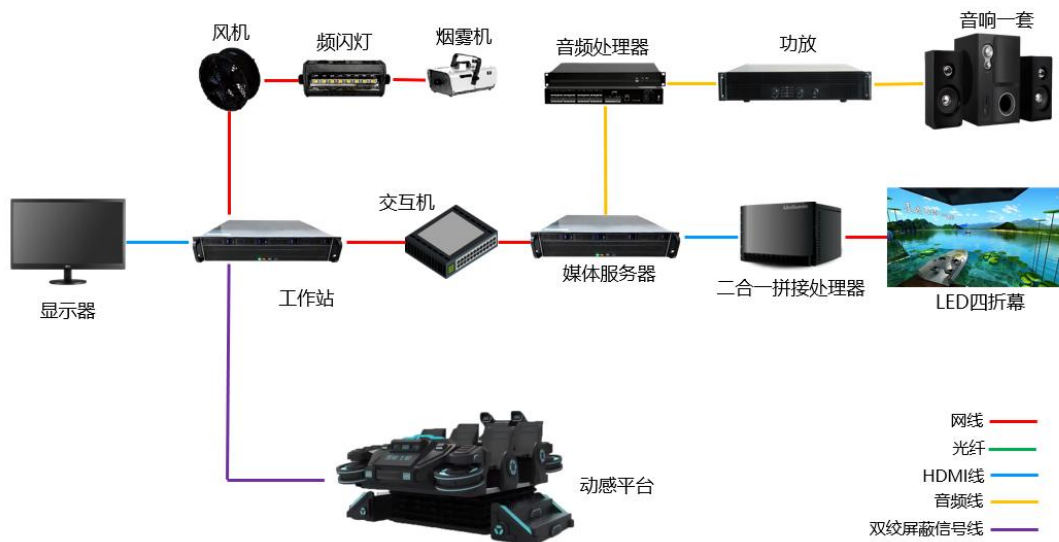 风机
频闪灯
烟雾机
音频处理器
功放
音响一套
交互机
显示器
工作站
媒体服务器
二合一拼接处理器
LED四折幕
动感平台
网线
光纤
HDMI线
音频线
双绞屏蔽信号线